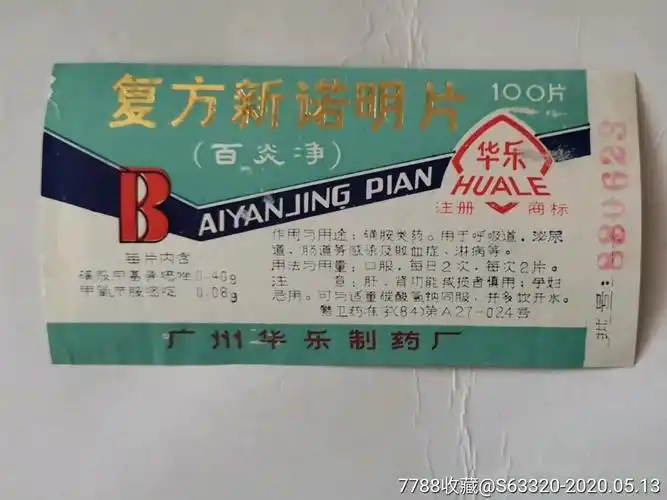 复方新诺明片
100片
(百炎净)
BAIYANJING PIAN
华乐
HUALE
注册 商标
每片内含
磺胺甲基异噁唑0.40g
甲氧苄胺嘧啶 0.08g
作用与用途：磺胺类药。用于呼吸道，泌尿
道，肠道等感染及败血症、淋病等。
用法与用量：口服，每日2次，每次2片。
注 意：肝，肾功能减损者慎用；孕妇
忌用。可与适量碳酸氢钠同服，并多饮开水。
粤卫药准字(84)第A27-024号
广州华乐制药厂
批号：880623
7788收藏@S63320-2020.05.13